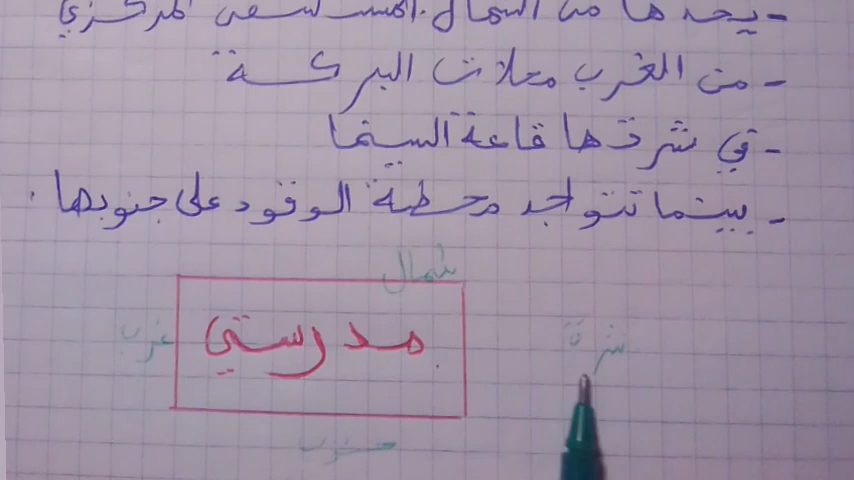 - يحدها من الشمال المستشفى المركزي
- من الغرب محلات البركة
- في شرقها قاعة السينما
- بينما تتواجد محطة الوقود على جنوبها.
شمال
شرق
مدرستي
غرب
جنوب